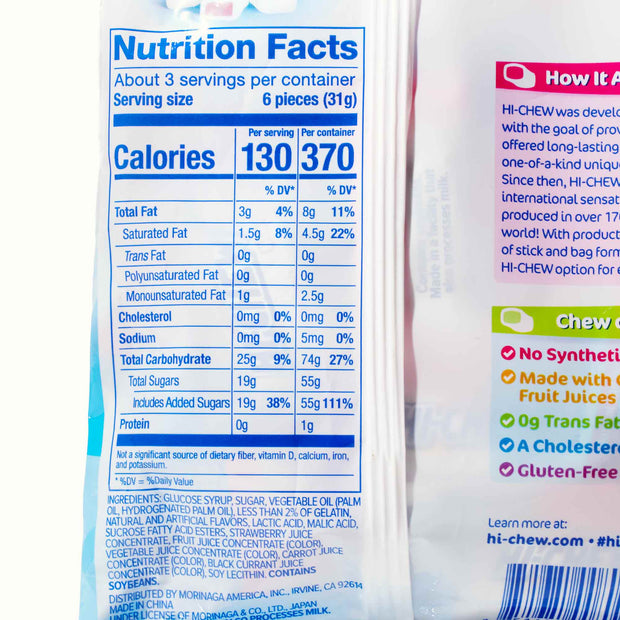 Nutrition Facts
About 3 servings per container
Serving size 6 pieces (31g)
Per serving Per container
Calories 130 370
% DV* % DV*
Total Fat 3g 4% 8g 11%
Saturated Fat 1.5g 8% 4.5g 22%
Trans Fat 0g 0g
Polyunsaturated Fat 0g 0g
Monounsaturated Fat 1g 2.5g
Cholesterol 0mg 0% 0mg 0%
Sodium 0mg 0% 5mg 0%
Total Carbohydrate 25g 9% 74g 27%
Total Sugars 19g 55g
Includes Added Sugars 19g 38% 55g 111%
Protein 0g 1g
Not a significant source of dietary fiber, vitamin D, calcium, iron,
and potassium.
* %DV = %Daily Value
INGREDIENTS: GLUCOSE SYRUP, SUGAR, VEGETABLE OIL (PALM
OIL, HYDROGENATED PALM OIL), LESS THAN 2% OF GELATIN,
NATURAL AND ARTIFICIAL FLAVORS, LACTIC ACID, MALIC ACID,
SUCROSE FATTY ACID ESTERS, STRAWBERRY JUICE
CONCENTRATE, FRUIT JUICE CONCENTRATE (COLOR),
VEGETABLE JUICE CONCENTRATE (COLOR), CARROT JUICE
CONCENTRATE (COLOR), BLACK CURRANT JUICE
CONCENTRATE (COLOR), SOY LECITHIN. CONTAINS
SOYBEANS.
DISTRIBUTED BY MORINAGA AMERICA, INC., IRVINE, CA 92614
MADE IN CHINA
UNDER LICENSE OF MORINAGA & CO., LTD., JAPAN
PROCESSES MILK.
How It
HI-CHEW was develo
with the goal of prov
offered long-lasting
one-of-a-kind uniqu
Since then, HI-CHEW
international sensat
produced in over 17
world! With product
of stick and bag form
HI-CHEW option for e
Chew
No Syntheti
Made with
Fruit Juices
0g Trans Fat
A Cholester
Gluten-Free
Learn more at:
hi-chew.com • #hi